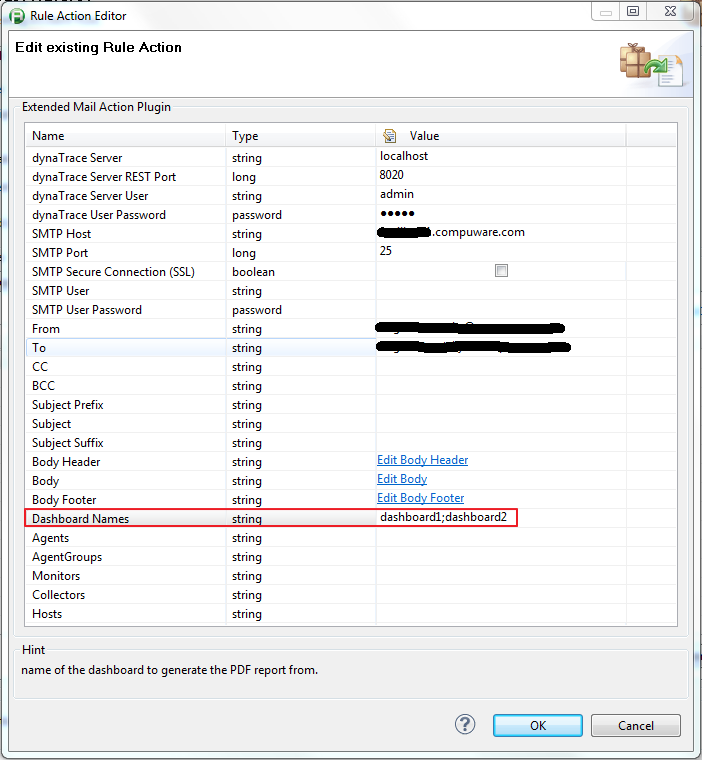 Rule Action Editor
Edit existing Rule Action
Extended Mail Action Plugin
Name Type Value
dynaTrace Server string localhost
dynaTrace Server REST Port long 8020
dynaTrace Server User string admin
dynaTrace User Password password •••••
SMTP Host string .compuware.com
SMTP Port long 25
SMTP Secure Connection (SSL) boolean
SMTP User string
SMTP User Password password
From string
To string
CC string
BCC string
Subject Prefix string
Subject string
Subject Suffix string
Body Header string Edit Body Header
Body string Edit Body
Body Footer string Edit Body Footer
Dashboard Names string dashboard1;dashboard2
Agents string
AgentGroups string
Monitors string
Collectors string
Hosts string
Hint
name of the dashboard to generate the PDF report from.
? OK Cancel